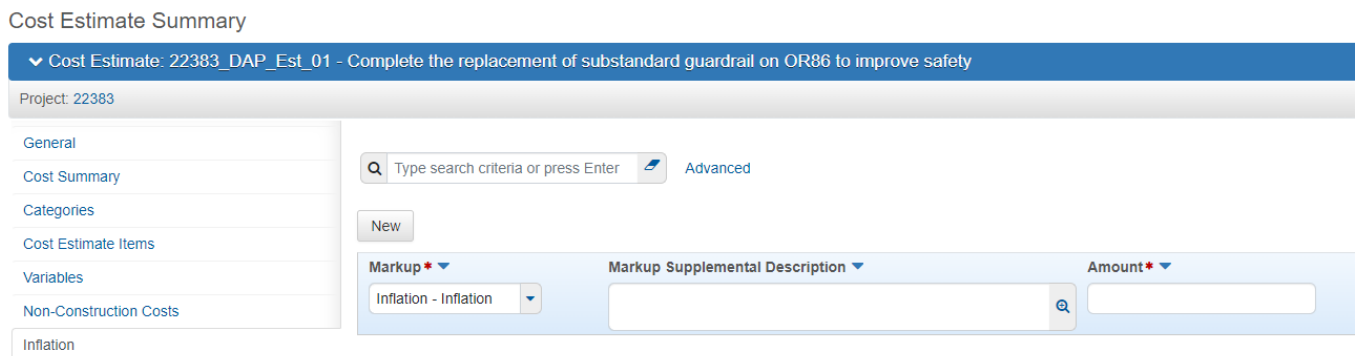 Cost Estimate Summary
Cost Estimate: 22383_DAP_Est_01 - Complete the replacement of substandard guardrail on OR86 to improve safety
Project: 22383
General
Cost Summary
Categories
Cost Estimate Items
Variables
Non-Construction Costs
Inflation
Type search criteria or press Enter
Advanced
New
Markup* Markup Supplemental Description Amount*
Inflation - Inflation